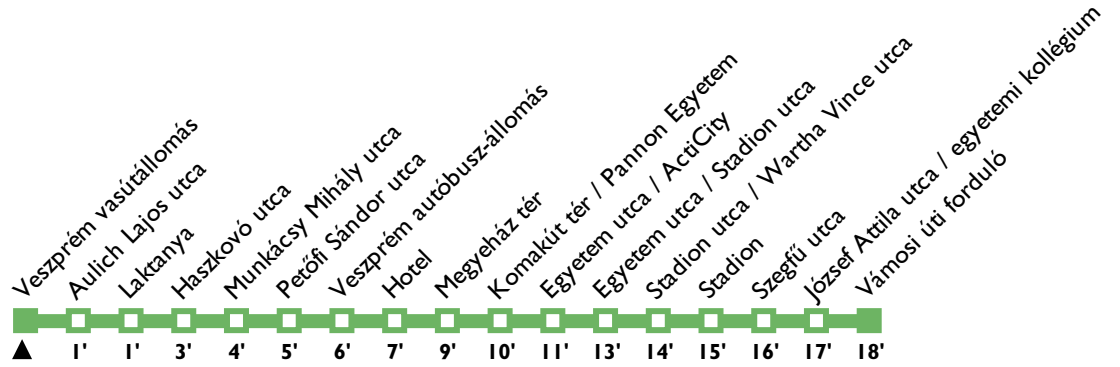 Veszprém vasútállomás
Aulich Lajos utca
Laktanya
Haszkovó utca
Munkácsy Mihály utca
Petőfi Sándor utca
Veszprém autóbusz-állomás
Hotel
Megyeház tér
Komakút tér / Pannon Egyetem
Egyetem utca / ActiCity
Egyetem utca / Stadion utca
Stadion utca / Wartha Vince utca
Stadion
Szegfű utca
József Attila utca / egyetemi kollégium
Vámosi úti forduló
1' 1' 3' 4' 5' 6' 7' 9' 10' 11' 13' 14' 15' 16' 17' 18'